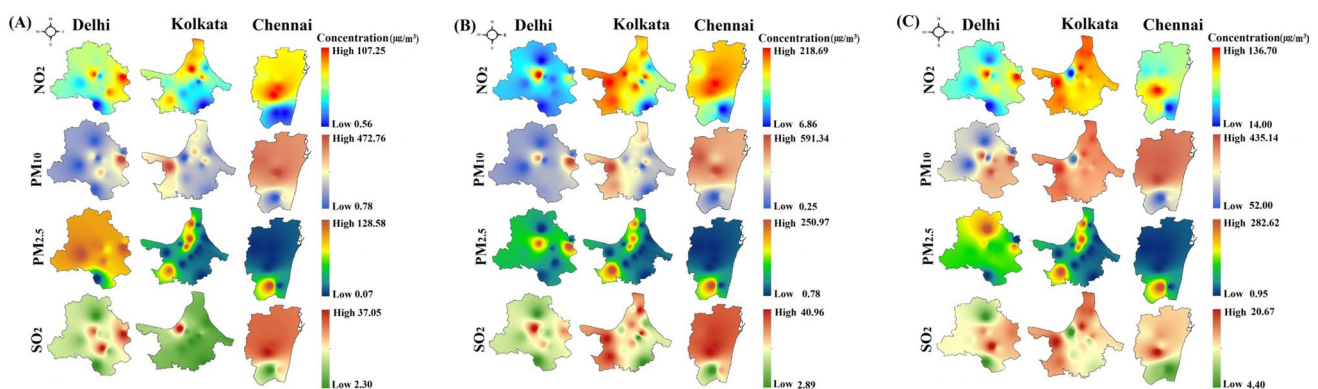 (A)
Delhi
Kolkata
Chennai
Concentration(µg/m³)
NO2
High 107.25
Low 0.56
PM10
High 472.76
Low 0.78
PM2.5
High 128.58
Low 0.07
SO2
High 37.05
Low 2.30
(B)
Delhi
Kolkata
Chennai
Concentration(µg/m³)
NO2
High 218.69
Low 6.86
PM10
High 591.34
Low 0.25
PM2.5
High 250.97
Low 0.78
SO2
High 40.96
Low 2.89
(C)
Delhi
Kolkata
Chennai
Concentration(µg/m³)
NO2
High 136.70
Low 14.00
PM10
High 435.14
Low 52.00
PM2.5
High 282.62
Low 0.95
SO2
High 20.67
Low 4.40